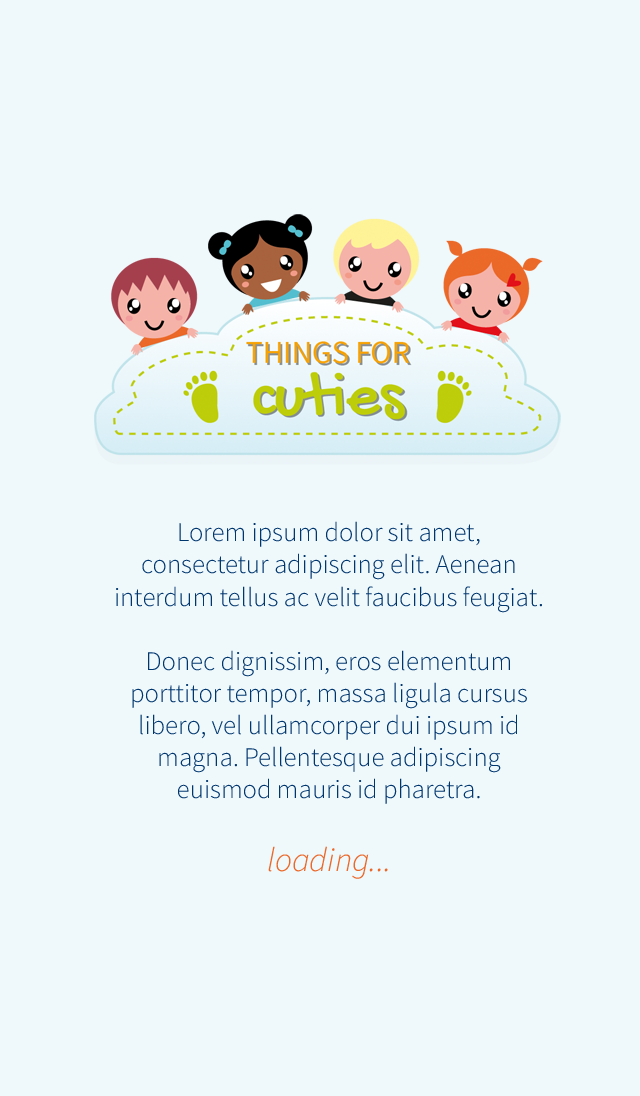 THINGS FOR
cuties
Lorem ipsum dolor sit amet,
consectetur adipiscing elit. Aenean
interdum tellus ac velit faucibus feugiat.
Donec dignissim, eros elementum
porttitor tempor, massa ligula cursus
libero, vel ullamcorper dui ipsum id
magna. Pellentesque adipiscing
euismod mauris id pharetra.
loading...